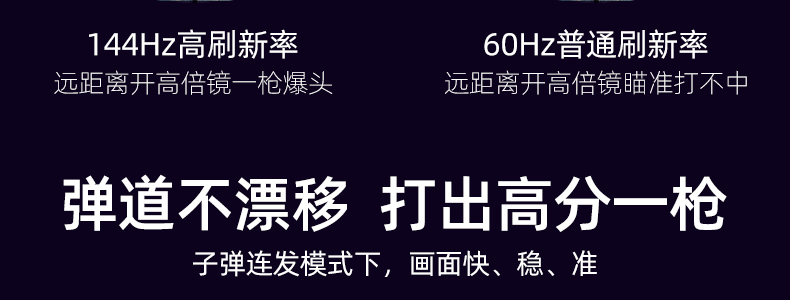 144Hz高刷新率
60Hz普通刷新率
远距离开高倍镜一枪爆头
远距离开高倍镜瞄准打不中
弹道不漂移 打出高分一枪
子弹连发模式下，画面快、稳、准